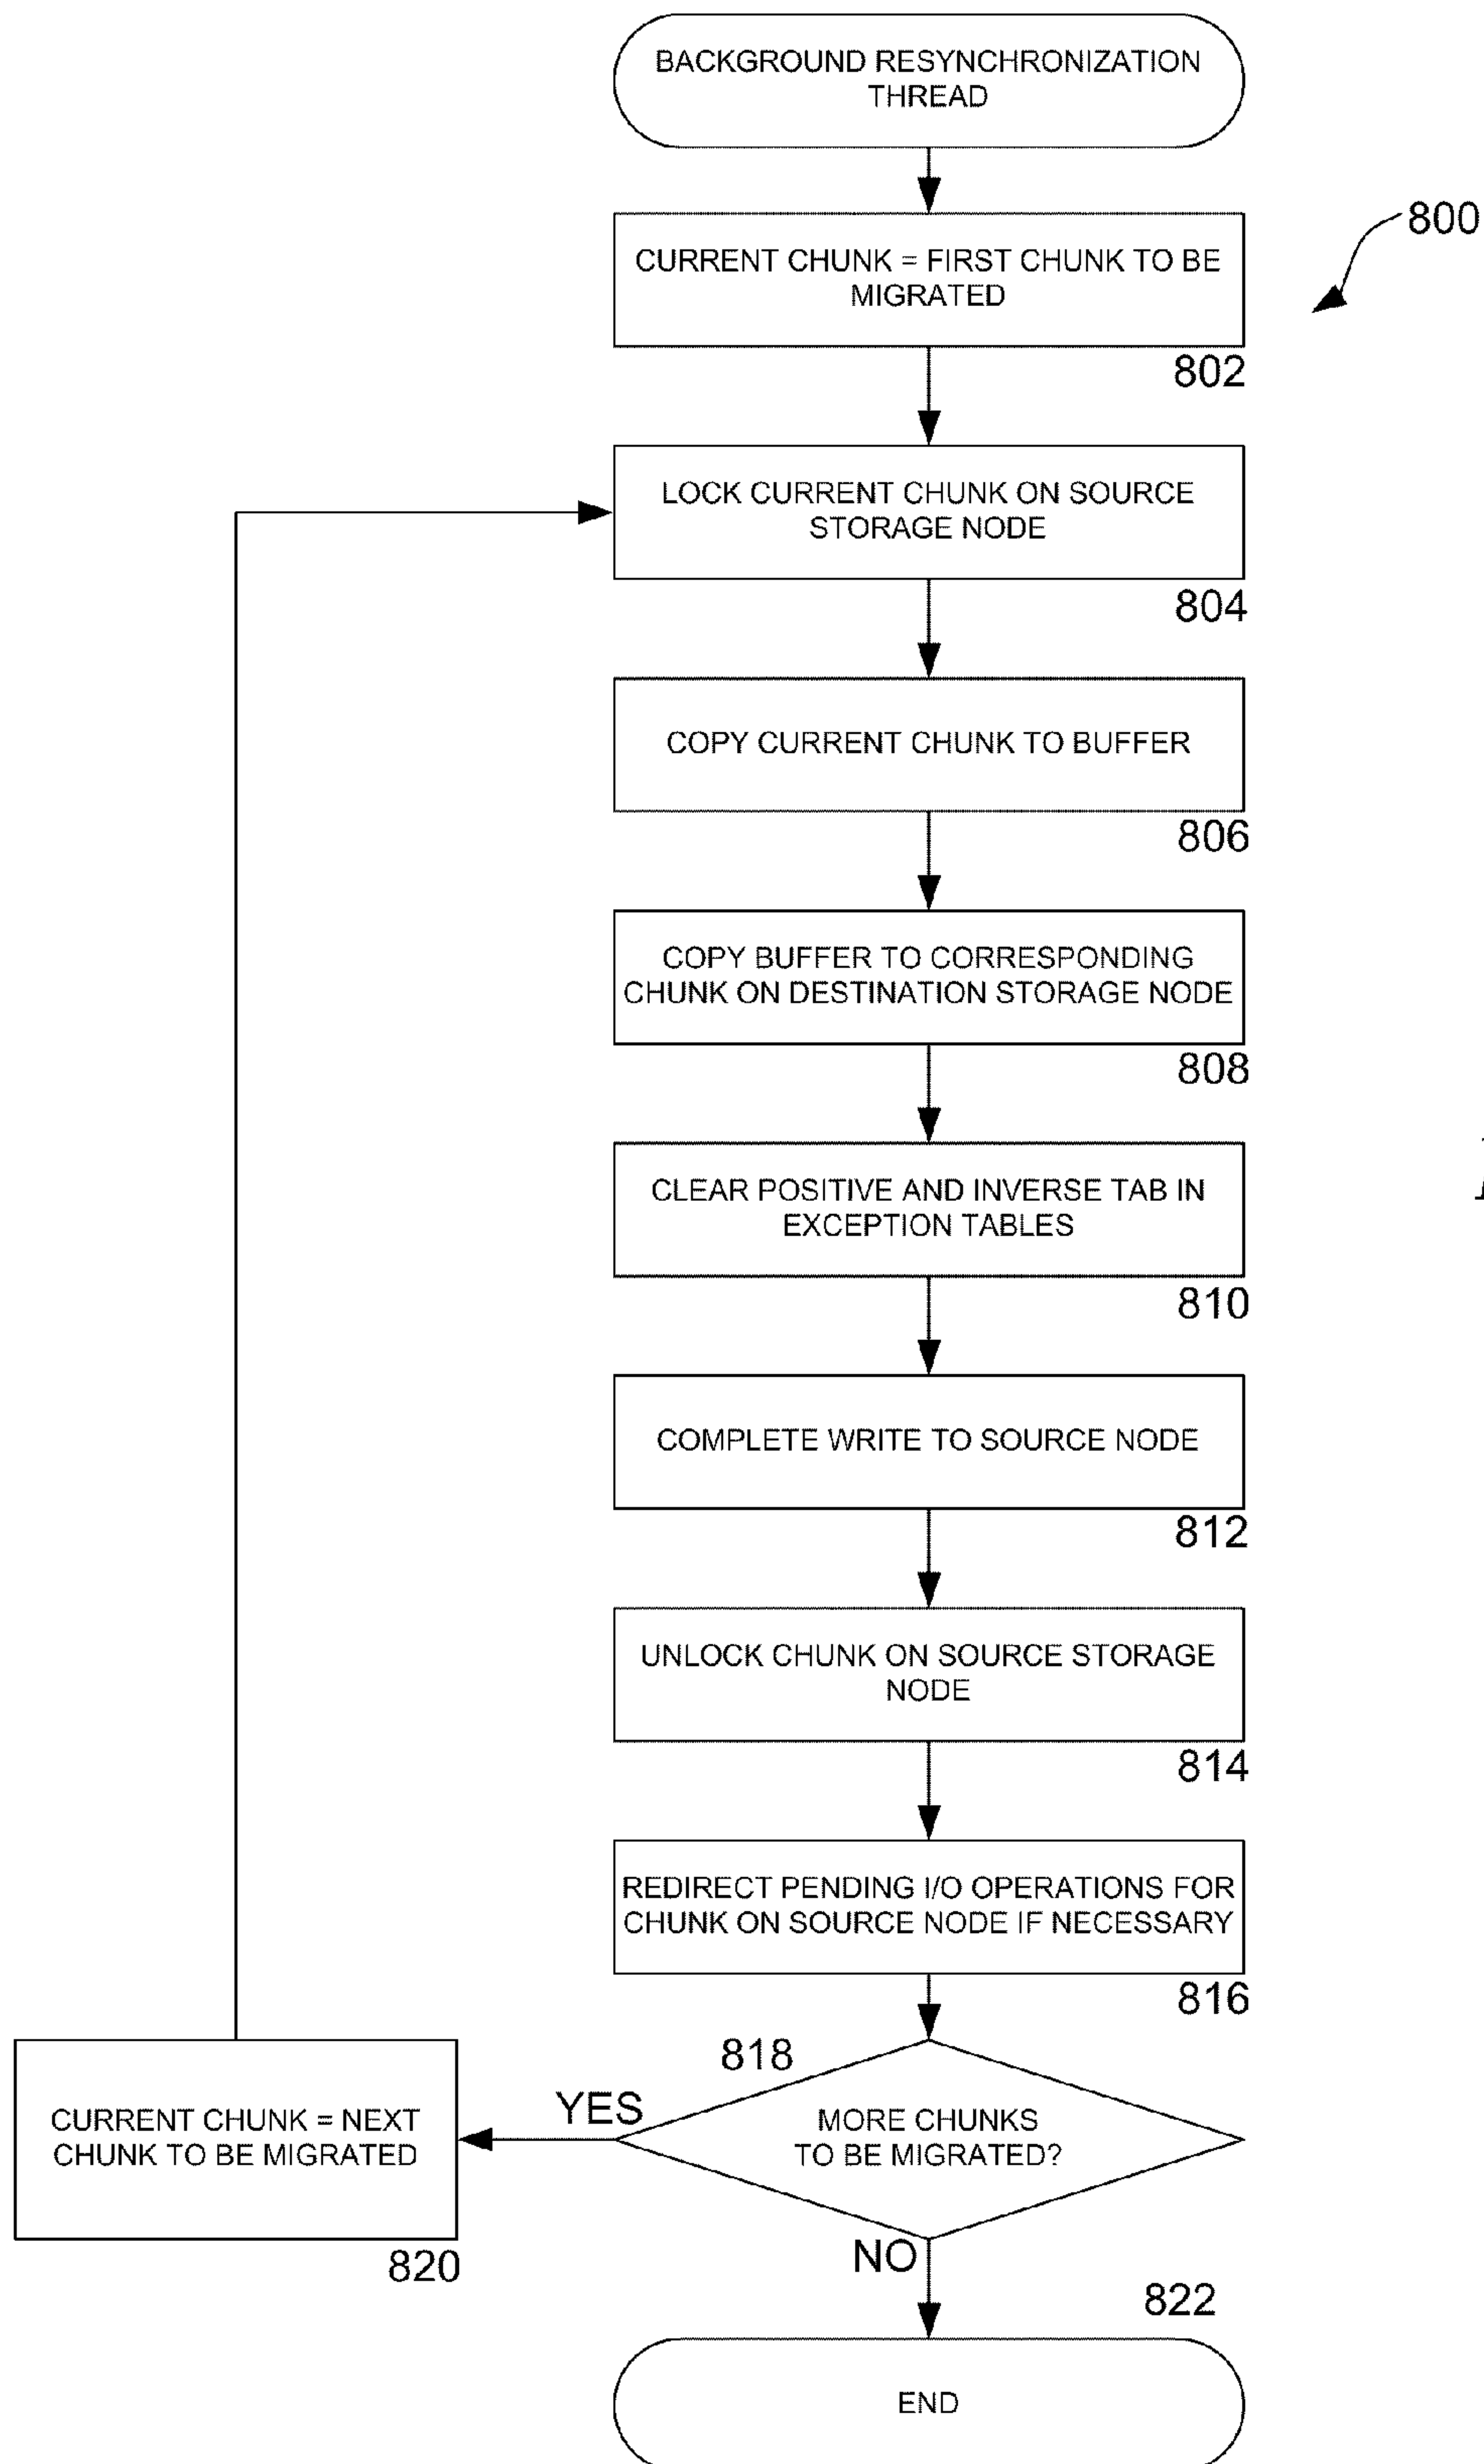 BACKGROUND RESYNCHRONIZATION
THREAD
800
CURRENT CHUNK = FIRST CHUNK TO BE
MIGRATED
802
LOCK CURRENT CHUNK ON SOURCE
STORAGE NODE
804
COPY CURRENT CHUNK TO BUFFER
806
COPY BUFFER TO CORRESPONDING
CHUNK ON DESTINATION STORAGE NODE
808
CLEAR POSITIVE AND INVERSE TAB IN
EXCEPTION TABLES
810
COMPLETE WRITE TO SOURCE NODE
812
UNLOCK CHUNK ON SOURCE STORAGE
NODE
814
REDIRECT PENDING I/O OPERATIONS FOR
CHUNK ON SOURCE NODE IF NECESSARY
816
818
MORE CHUNKS
TO BE MIGRATED?
YES
CURRENT CHUNK = NEXT
CHUNK TO BE MIGRATED
820
NO
822
END